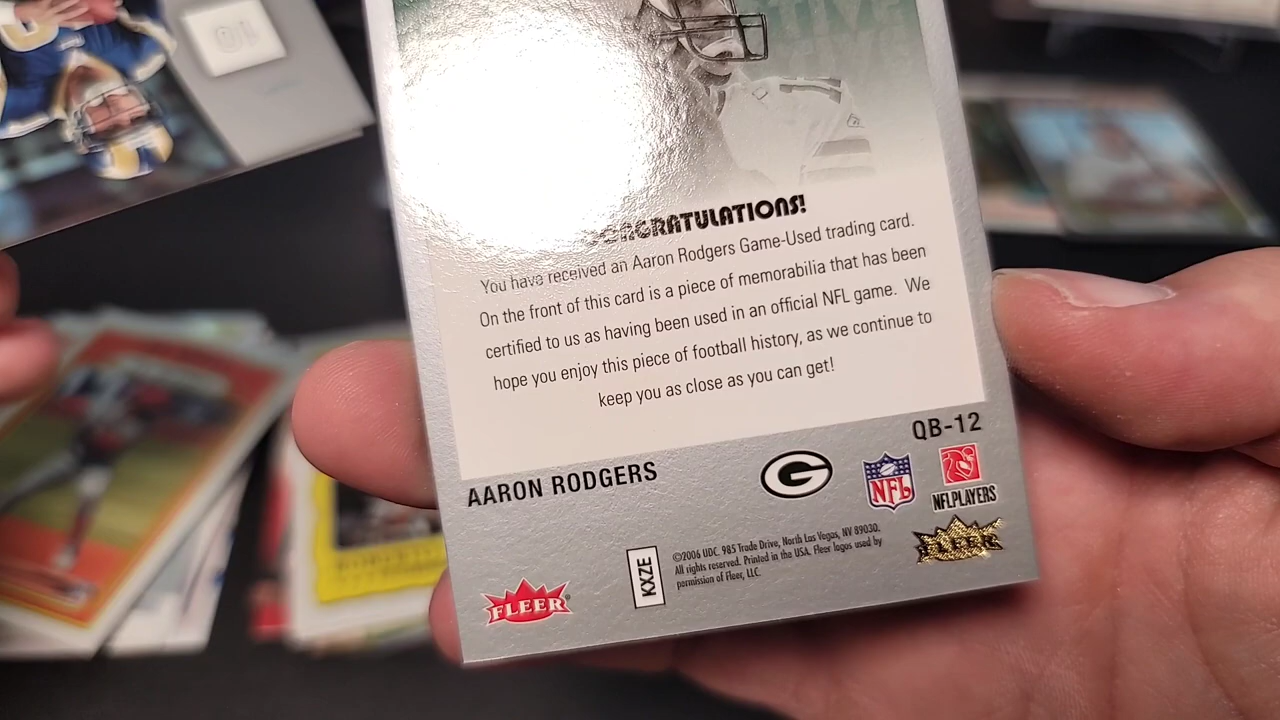 CONGRATULATIONS!
You have received an Aaron Rodgers Game-Used trading card.
On the front of this card is a piece of memorabilia that has been
certified to us as having been used in an official NFL game. We
hope you enjoy this piece of football history, as we continue to
keep you as close as you can get!
QB-12
AARON RODGERS
G
NFL
NFLPLAYERS
KXZE
©2006 UDC. 985 Trade Drive, North Las Vegas, NV 89030.
All rights reserved. Printed in the USA. Fleer logos used by
permission of Fleer, LLC.
FLEER
FLEER